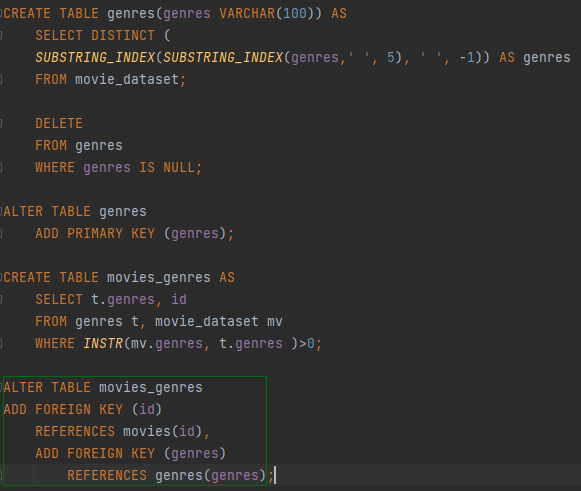 CREATE TABLE genres(genres VARCHAR(100)) AS
SELECT DISTINCT (
SUBSTRING_INDEX(SUBSTRING_INDEX(genres,' ', 5), ' ', -1)) AS genres
FROM movie_dataset;
DELETE
FROM genres
WHERE genres IS NULL;
ALTER TABLE genres
ADD PRIMARY KEY (genres);
CREATE TABLE movies_genres AS
SELECT t.genres, id
FROM genres t, movie_dataset mv
WHERE INSTR(mv.genres, t.genres )>0;
ALTER TABLE movies_genres
ADD FOREIGN KEY (id)
REFERENCES movies(id),
ADD FOREIGN KEY (genres)
REFERENCES genres(genres);